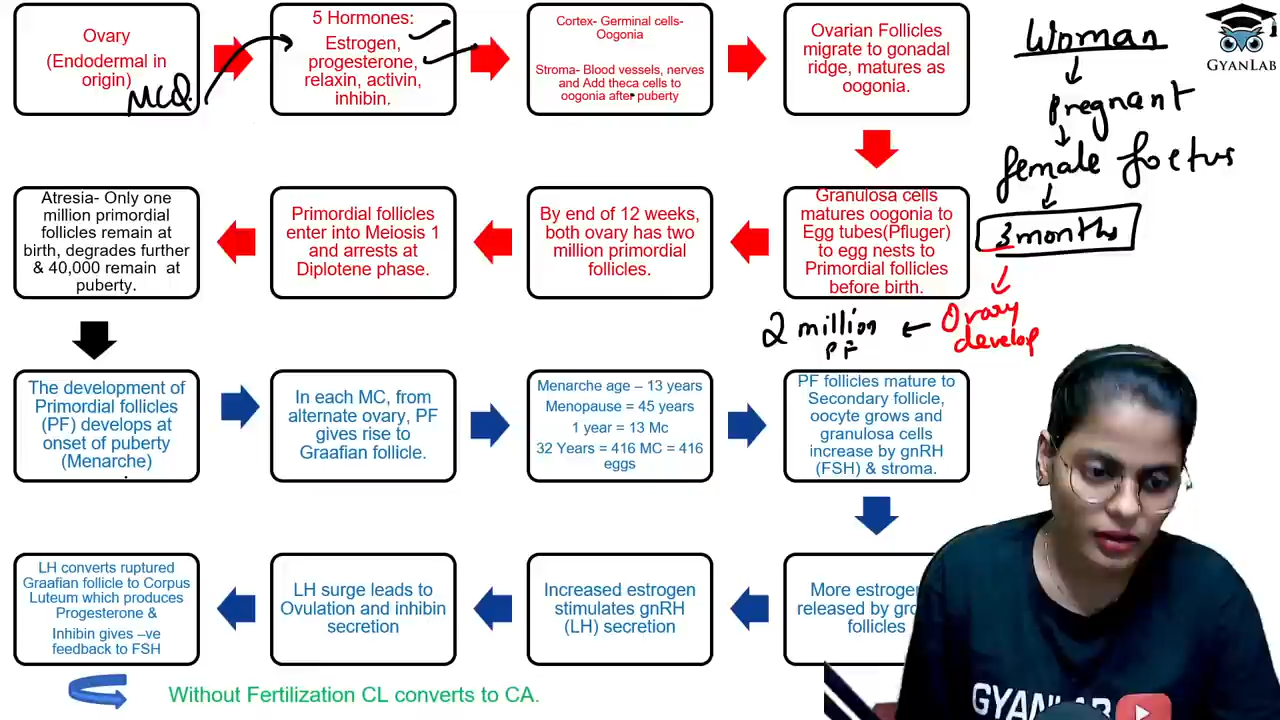 Ovary
(Endodermal in
origin)
MCQ.
5 Hormones:
Estrogen,
progesterone,
relaxin, activin,
inhibin.
Cortex- Germinal cells-
Oogonia
Stroma- Blood vessels, nerves
and Add theca cells to
oogonia after puberty
Ovarian Follicles
migrate to gonadal
ridge, matures as
oogonia.
Woman
Pregnant
female foetus
3 months
Ovary
develop
2 million
PF
GYANLAB
Granulosa cells
matures oogonia to
Egg tubes(Pfluger)
to egg nests to
Primordial follicles
before birth.
By end of 12 weeks,
both ovary has two
million primordial
follicles.
Primordial follicles
enter into Meiosis 1
and arrests at
Diplotene phase.
Atresia- Only one
million primordial
follicles remain at
birth, degrades further
& 40,000 remain at
puberty.
The development of
Primordial follicles
(PF) develops at
onset of puberty
(Menarche)
In each MC, from
alternate ovary, PF
gives rise to
Graafian follicle.
Menarche age – 13 years
Menopause = 45 years
1 year = 13 Mc
32 Years = 416 MC = 416
eggs
PF follicles mature to
Secondary follicle,
oocyte grows and
granulosa cells
increase by gnRH
(FSH) & stroma.
More estrogen
released by
follicles
Increased estrogen
stimulates gnRH
(LH) secretion
LH surge leads to
Ovulation and inhibin
secretion
LH converts ruptured
Graafian follicle to Corpus
Luteum which produces
Progesterone &
Inhibin gives –ve
feedback to FSH
Without Fertilization CL converts to CA.
GYANLAB